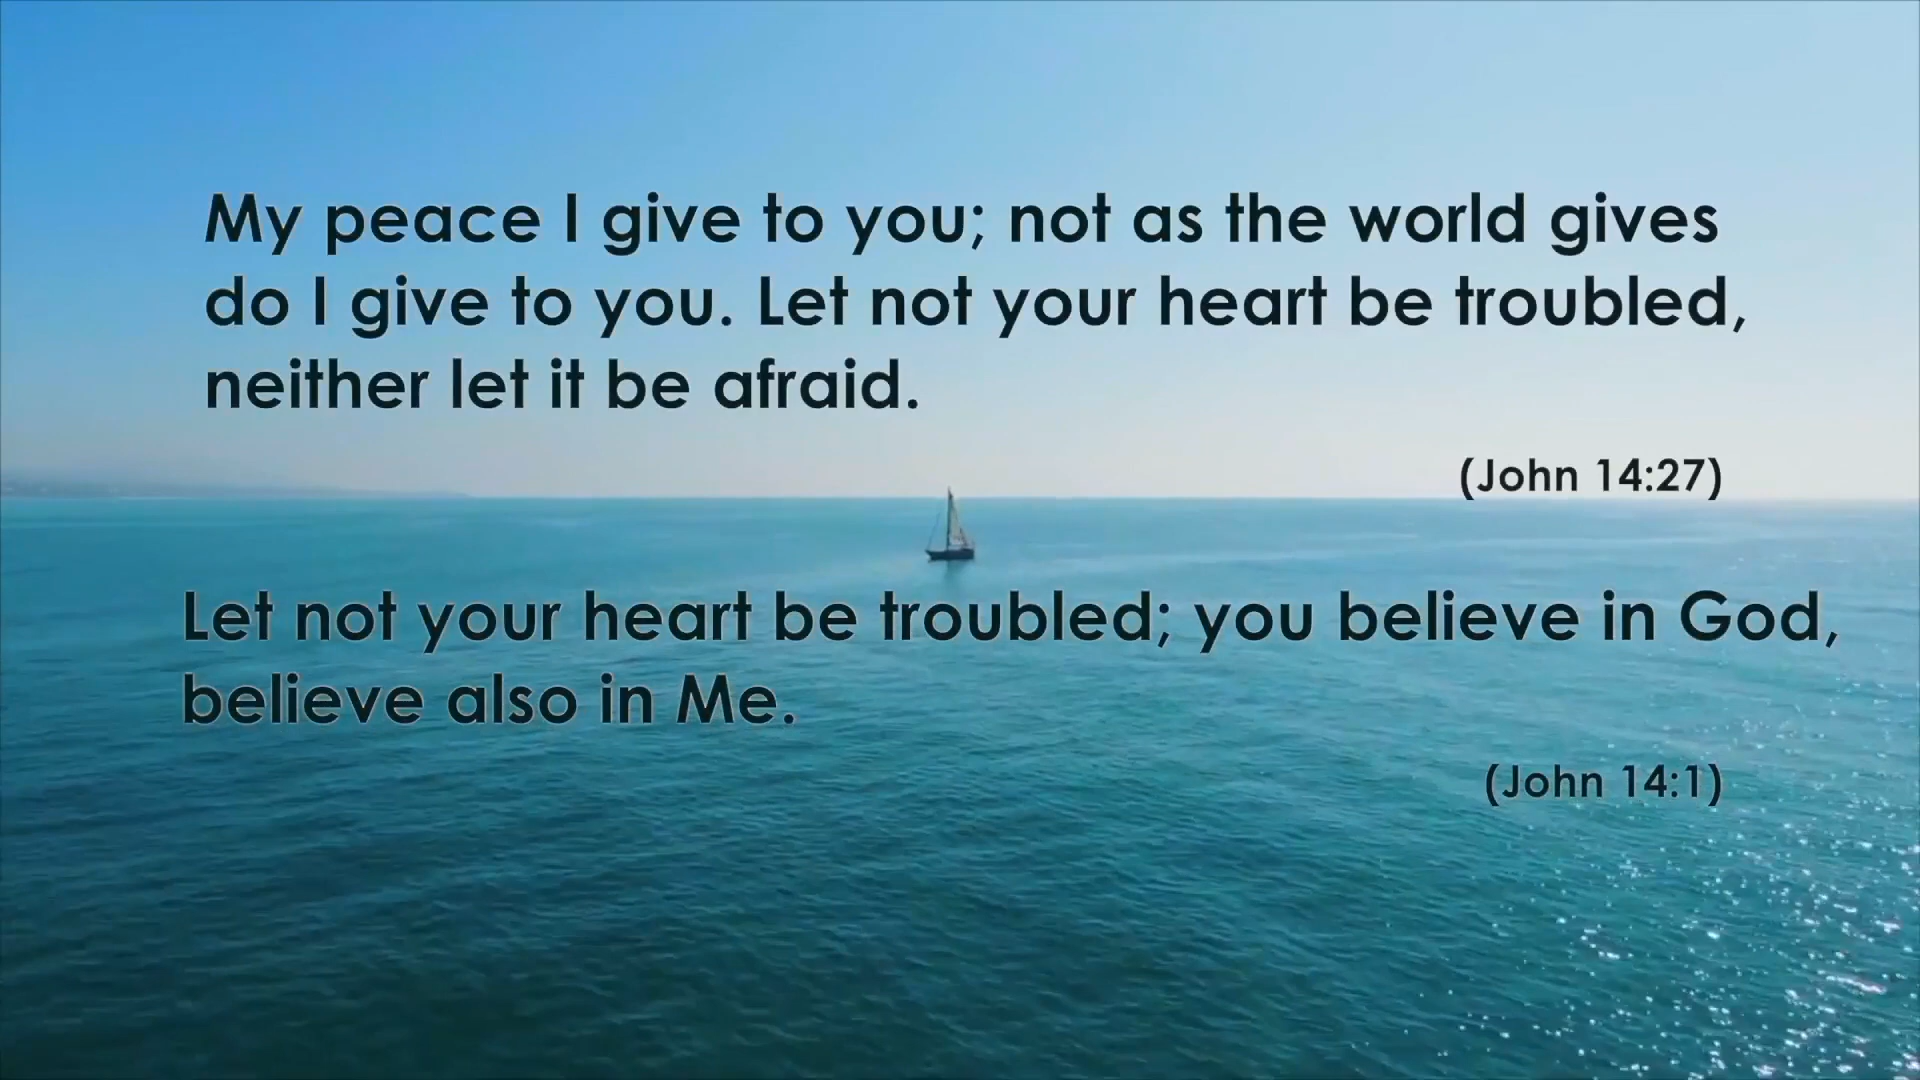 My peace I give to you; not as the world gives
do I give to you. Let not your heart be troubled,
neither let it be afraid.
(John 14:27)
Let not your heart be troubled; you believe in God,
believe also in Me.
(John 14:1)